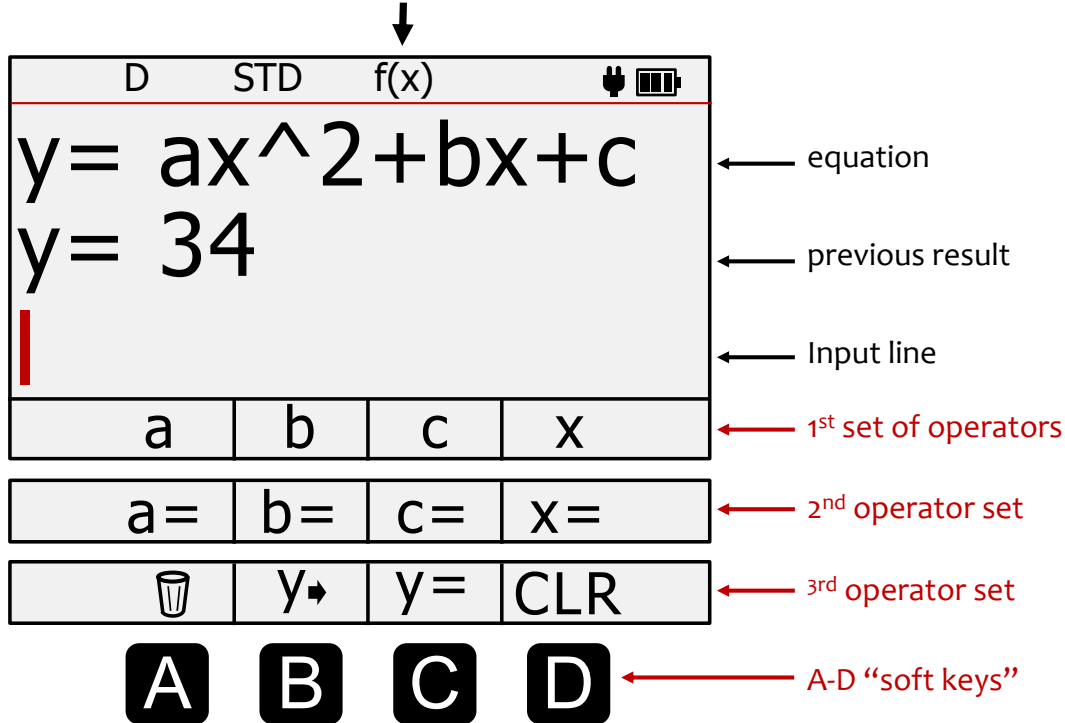 D STD f(x)
y= ax^2+bx+c
equation
y= 34
previous result
Input line
a b c x
1st set of operators
a= b= c= x=
2nd operator set
y➧ y= CLR
3rd operator set
A B C D
A-D “soft keys”